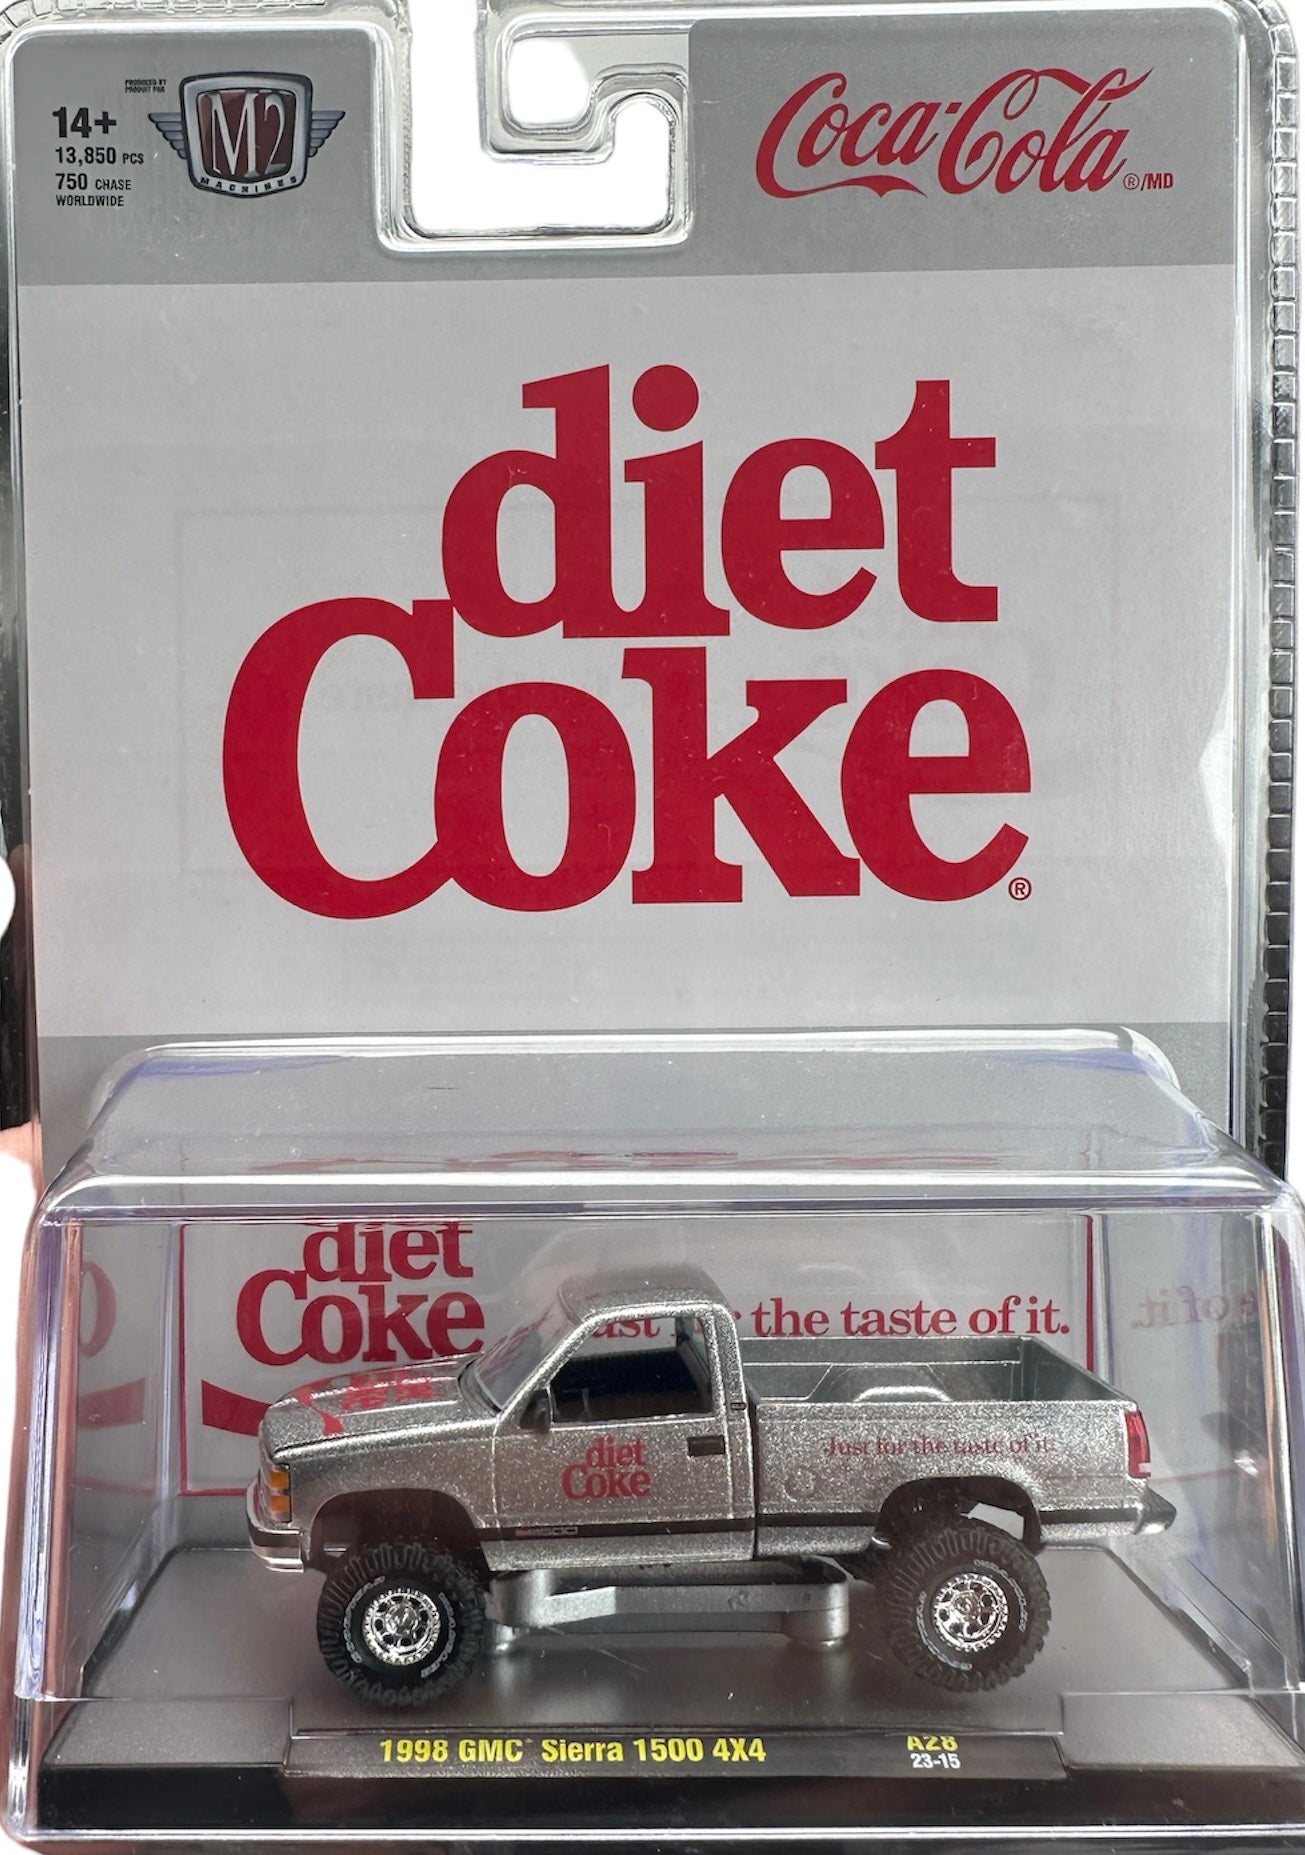 PRODUCED BY
14+
13,850 PCS
750 CHASE
WORLDWIDE
M2
MACHINES
Coca-Cola ®/MD
diet
Coke®
diet
Coke
the taste of it.
diet
Coke
Just for the taste of it.
1500
1998 GMC Sierra 1500 4X4
A28
23-15